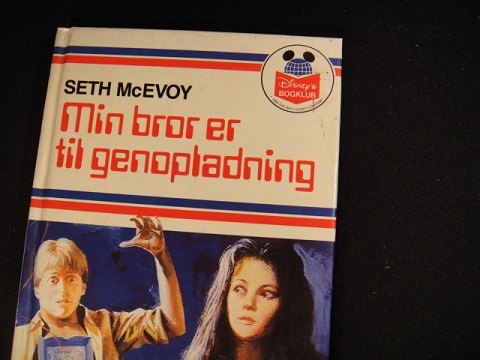 SETH McEVOY
Min bror er
til genopladning
DISNEY'S
BOGKLUB